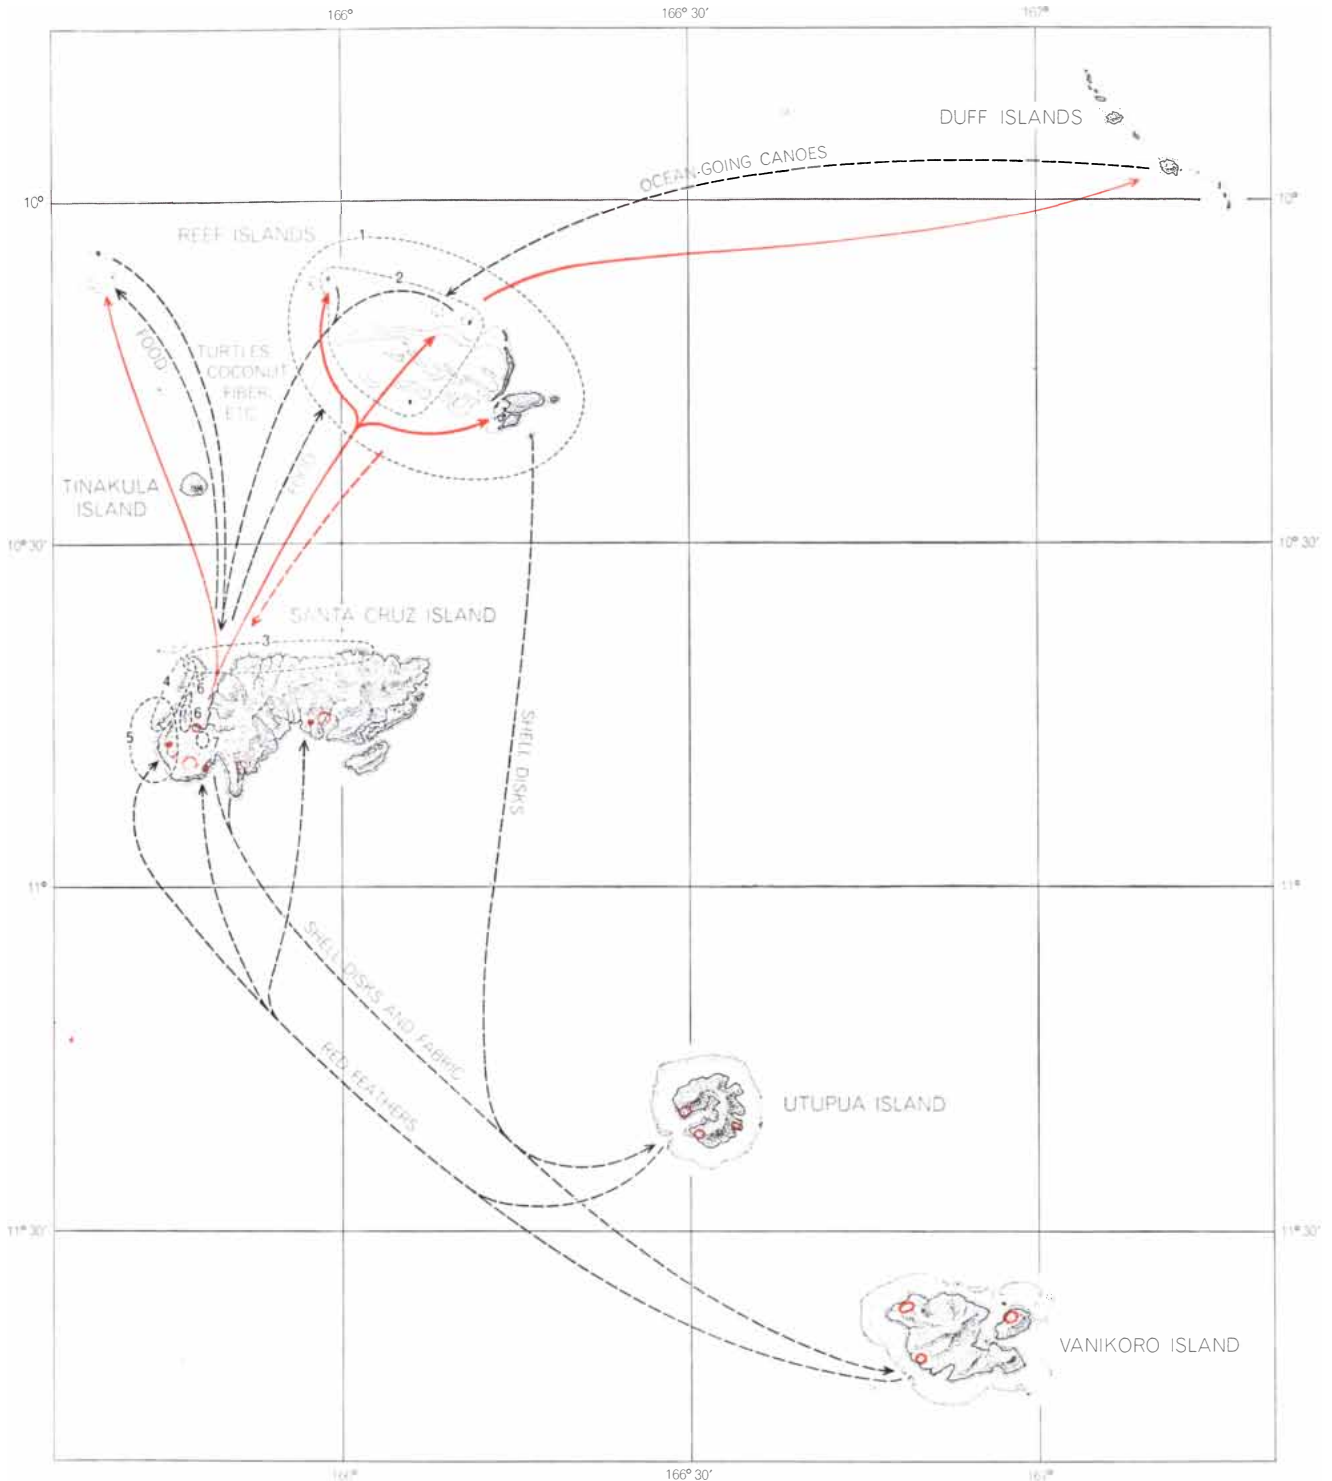 166°
166° 30'
167°
DUFF ISLANDS
OCEAN-GOING CANOES
10°
10°
REEF ISLANDS
1
2
FOOD
TURTLES
COCONUT
FIBER,
ETC.
FOOD
TINAKULA
ISLAND
10° 30'
10° 30'
SANTA CRUZ ISLAND
3
4
6
6
5
7
SHELL DISKS
11°
11°
SHELL DISKS AND FABRIC
RED FEATHERS
UTUPUA ISLAND
11° 30'
11° 30'
VANIKORO ISLAND
166°
166° 30'
167°